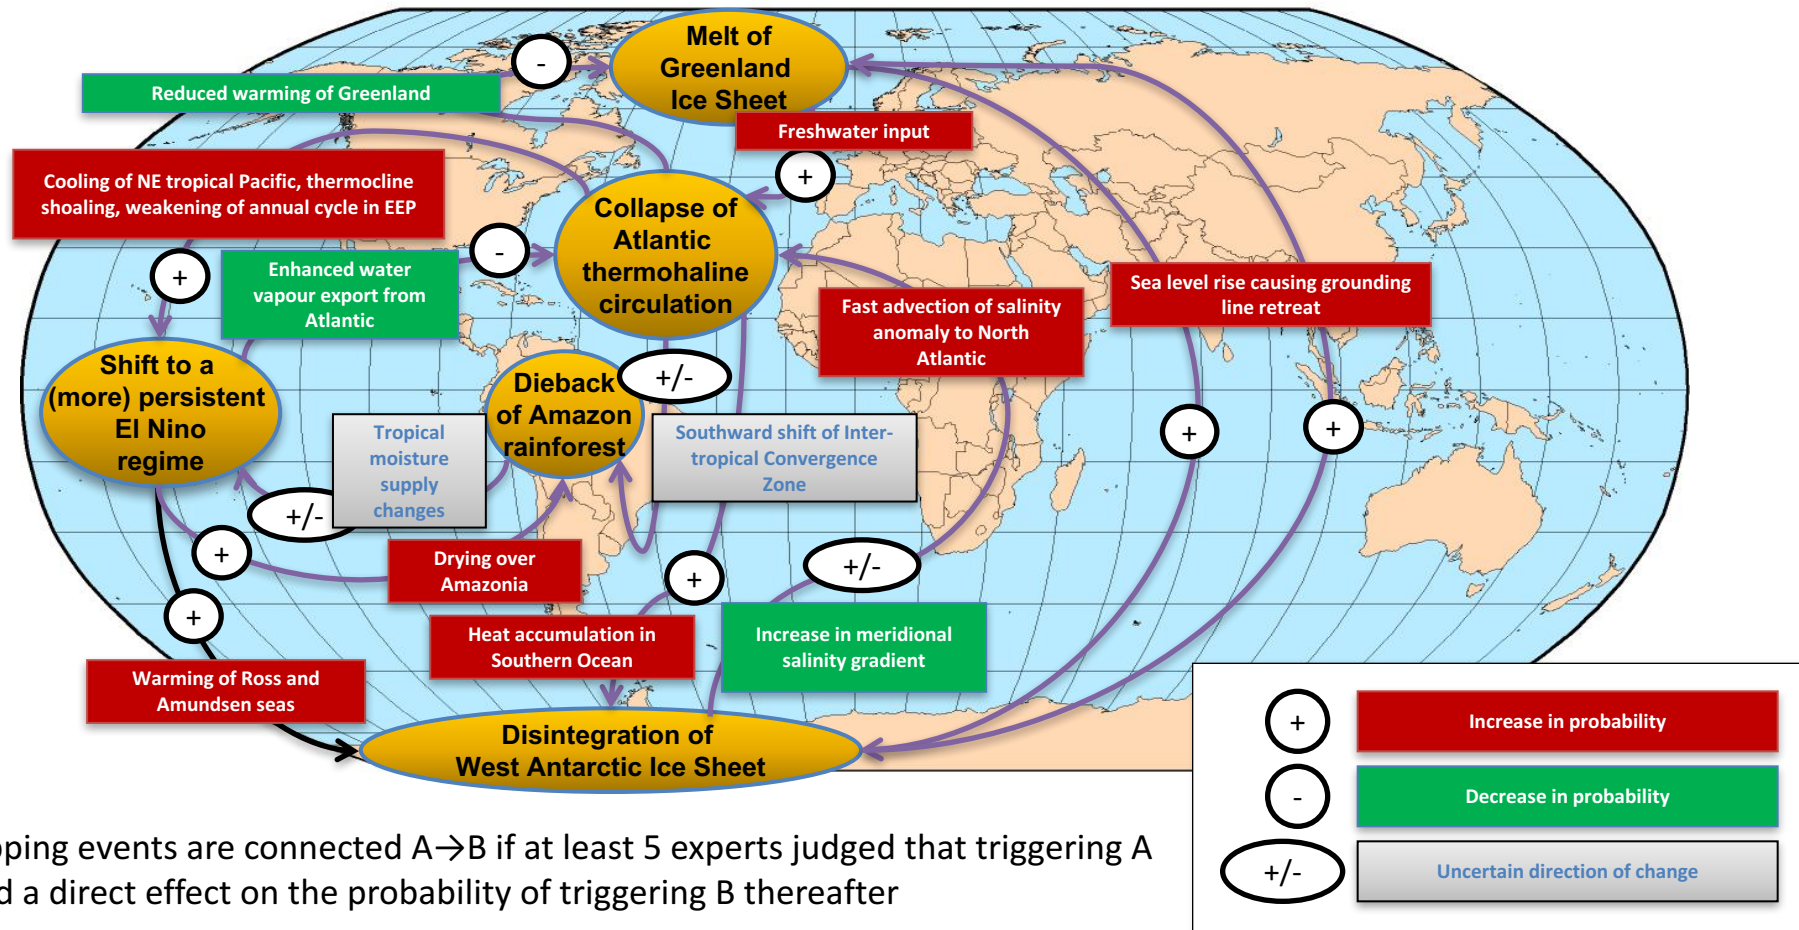 Melt of
Greenland
Ice Sheet
-
Reduced warming of Greenland
Freshwater input
+
Cooling of NE tropical Pacific, thermocline
shoaling, weakening of annual cycle in EEP
Collapse of
Atlantic
thermohaline
circulation
-
+
Enhanced water
vapour export from
Atlantic
Fast advection of salinity
anomaly to North
Atlantic
Sea level rise causing grounding
line retreat
Shift to a
(more) persistent
El Nino
regime
Dieback
of Amazon
rainforest
+/-
Tropical
moisture
supply
changes
Southward shift of Inter-
tropical Convergence
Zone
+
+
+/-
+
Drying over
Amazonia
+
+/-
+
Heat accumulation in
Southern Ocean
Increase in meridional
salinity gradient
Warming of Ross and
Amundsen seas
Disintegration of
West Antarctic Ice Sheet
+
Increase in probability
-
Decrease in probability
+/-
Uncertain direction of change
pping events are connected A→B if at least 5 experts judged that triggering A
d a direct effect on the probability of triggering B thereafter